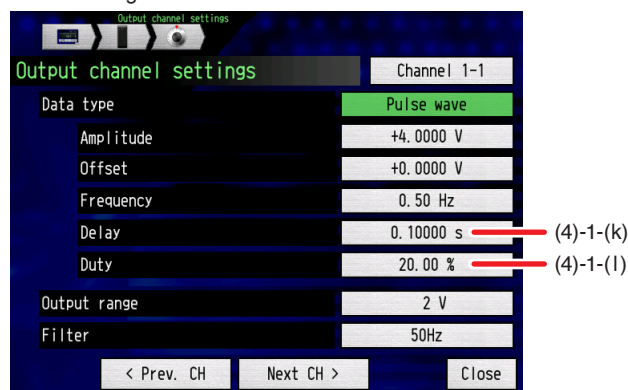 Output channel settings
Output channel settings Channel 1-1
Data type Pulse wave
Amplitude +4.0000 V
Offset +0.0000 V
Frequency 0.50 Hz
Delay 0.10000 s (4)-1-(k)
Duty 20.00 % (4)-1-(l)
Output range 2 V
Filter 50Hz
< Prev. CH Next CH > Close